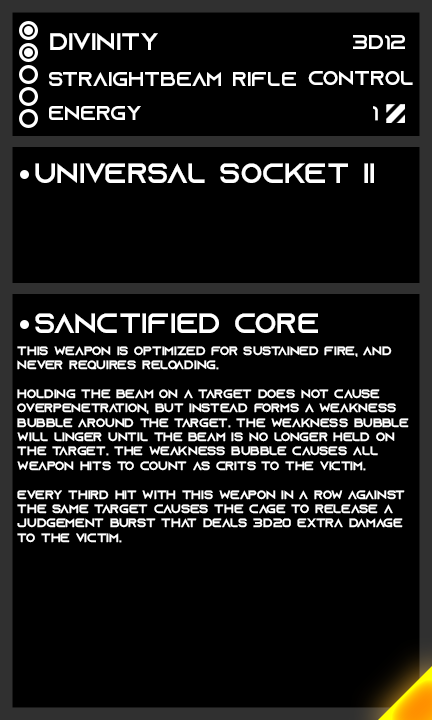 DIVINITY 3D12
STRAIGHTBEAM RIFLE CONTROL
ENERGY 1
•UNIVERSAL SOCKET II
•SANCTIFIED CORE
THIS WEAPON IS OPTIMIZED FOR SUSTAINED FIRE, AND
NEVER REQUIRES RELOADING.
HOLDING THE BEAM ON A TARGET DOES NOT CAUSE
OVERPENETRATION, BUT INSTEAD FORMS A WEAKNESS
BUBBLE AROUND THE TARGET. THE WEAKNESS BUBBLE
WILL LINGER UNTIL THE BEAM IS NO LONGER HELD ON
THE TARGET. THE WEAKNESS BUBBLE CAUSES ALL
WEAPON HITS TO COUNT AS CRITS TO THE VICTIM.
EVERY THIRD HIT WITH THIS WEAPON IN A ROW AGAINST
THE SAME TARGET CAUSES THE CAGE TO RELEASE A
JUDGEMENT BURST THAT DEALS 3D20 EXTRA DAMAGE
TO THE VICTIM.